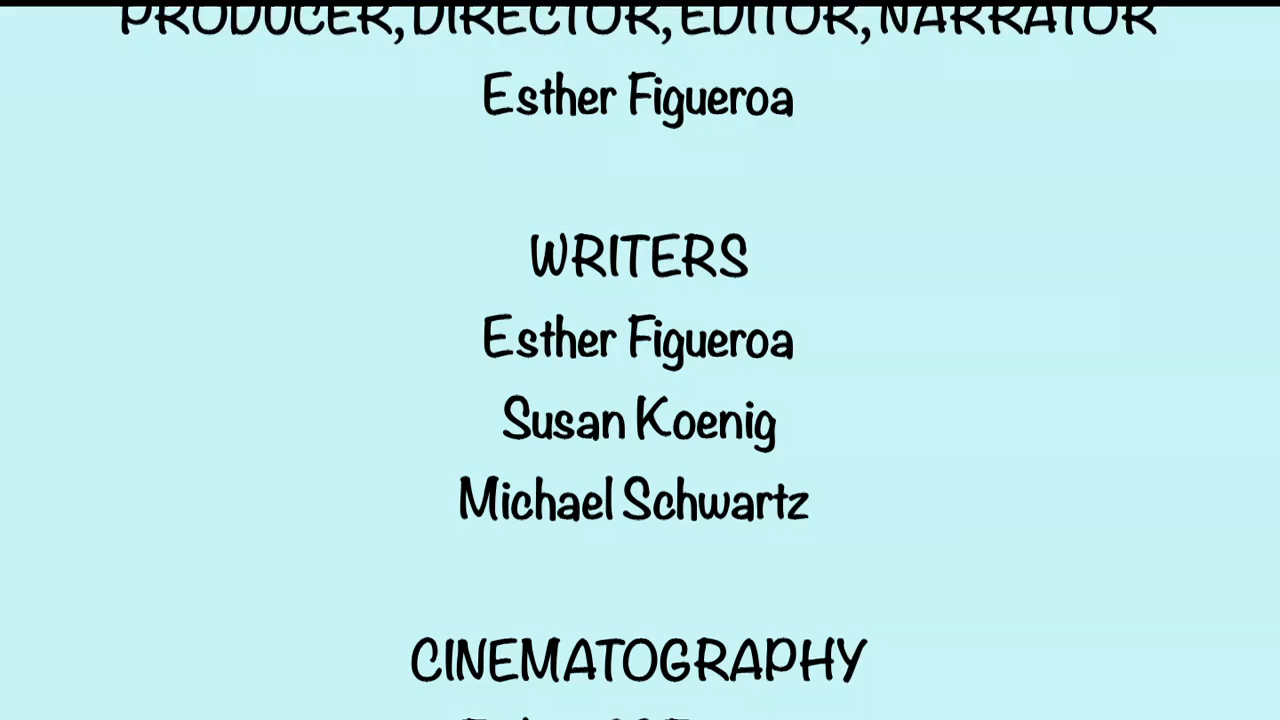 PRODUCER, DIRECTOR, EDITOR, NARRATOR
Esther Figueroa
WRITERS
Esther Figueroa
Susan Koenig
Michael Schwartz
CINEMATOGRAPHY